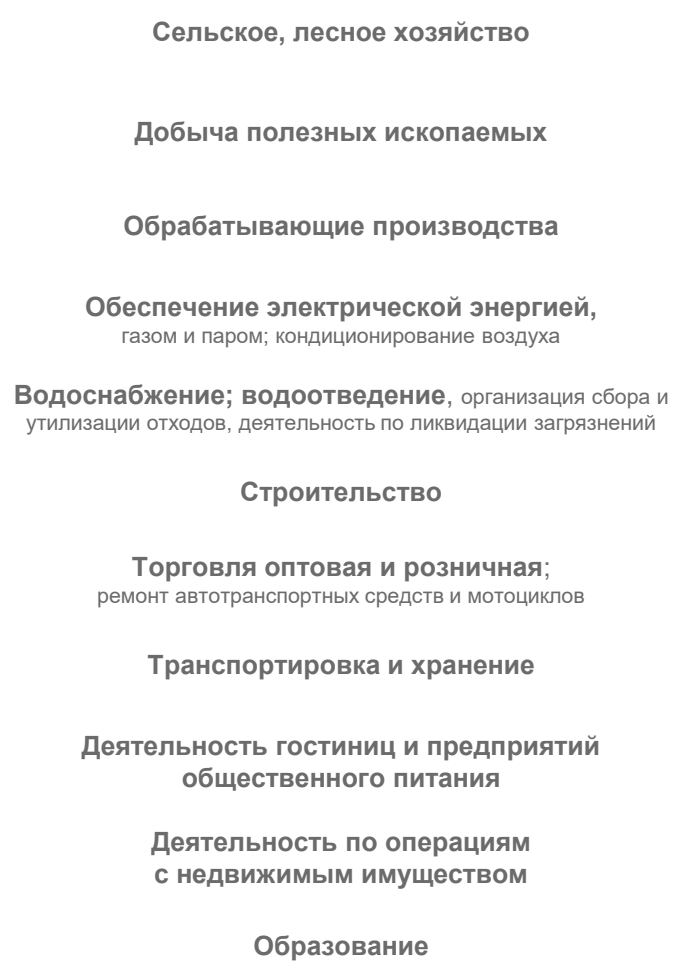 Сельское, лесное хозяйство
Добыча полезных ископаемых
Обрабатывающие производства
Обеспечение электрической энергией,
газом и паром; кондиционирование воздуха
Водоснабжение; водоотведение, организация сбора и
утилизации отходов, деятельность по ликвидации загрязнений
Строительство
Торговля оптовая и розничная;
ремонт автотранспортных средств и мотоциклов
Транспортировка и хранение
Деятельность гостиниц и предприятий
общественного питания
Деятельность по операциям
с недвижимым имуществом
Образование